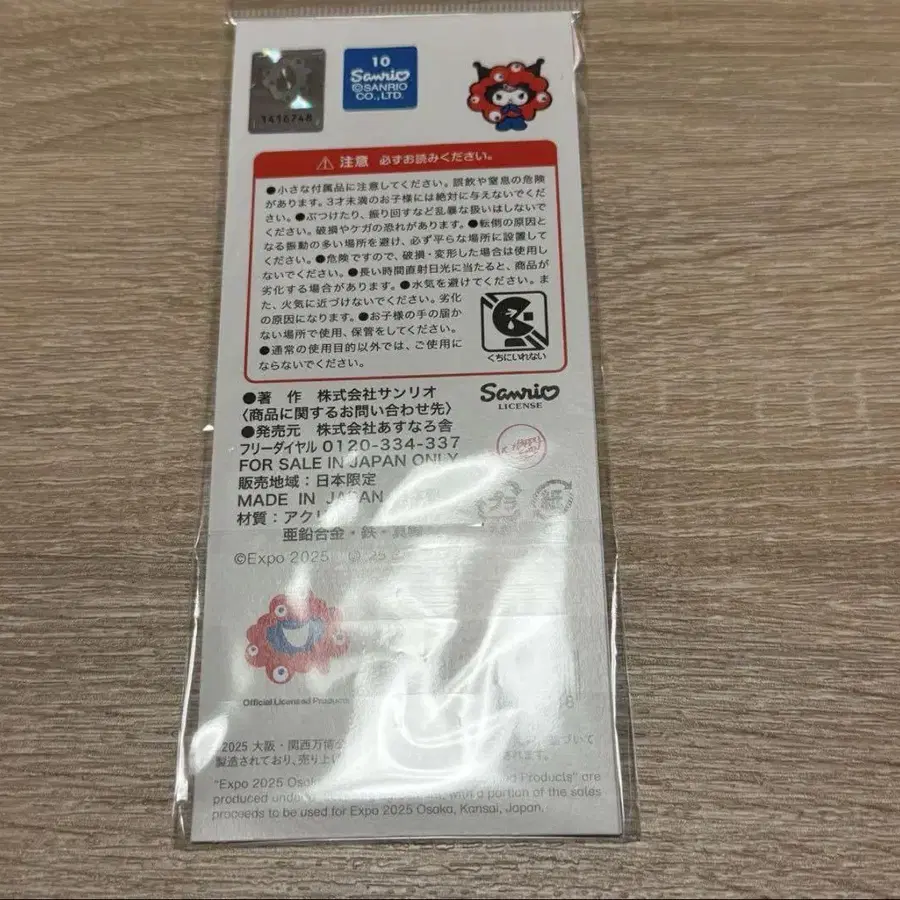 1416748
10
Sanrio
©SANRIO
CO., LTD.
⚠ 注意 必ずお読みください。
●小さな付属品に注意してください。誤飲や窒息の危険
があります。3才未満のお子様には絶対に与えないでくだ
さい。●ぶつけたり、振り回すなど乱暴な扱いはしないで
ください。破損やケガの恐れがあります。●転倒の原因と
なる振動の多い場所を避け、必ず平らな場所に設置して
ください。●危険ですので、破損・変形した場合は使用し
ないでください。●長い時間直射日光に当たると、商品が
劣化する場合があります。●水気を避けてください。ま
た、火気に近づけないでください。劣化
の原因になります。●お子様の手の届か
ない場所で使用、保管をしてください。
●通常の使用目的以外では、ご使用に
ならないでください。
くちにいれない
●著 作 株式会社サンリオ
〈商品に関するお問い合わせ先〉
●発売元 株式会社あすなろ舎
フリーダイヤル 0120-334-337
FOR SALE IN JAPAN ONLY
販売地域：日本限定
MADE IN JAPAN
材質：アク
亜鉛合金・鉄・
Sanrio
LICENSE
プラ
紙
©Expo 2025
Official Licensed Products
2025 大阪・関西万博
製造されており、売り上
"Expo 2025 Osaka
Products" are
produced under
with a portion of the sales
proceeds to be used for Expo 2025 Osaka, Kansai, Japan.